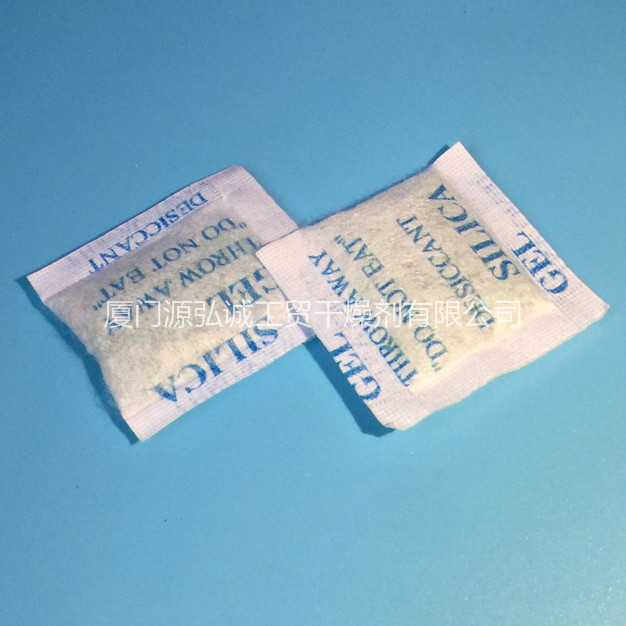 DESICCANT
"DO NOT EAT"
THROW AWAY
GEL
SILICA
GEL
SILICA
DESICCANT
"DO NOT EAT"
THROW AWAY
GEL
厦门源弘诚工贸干燥剂有限公司